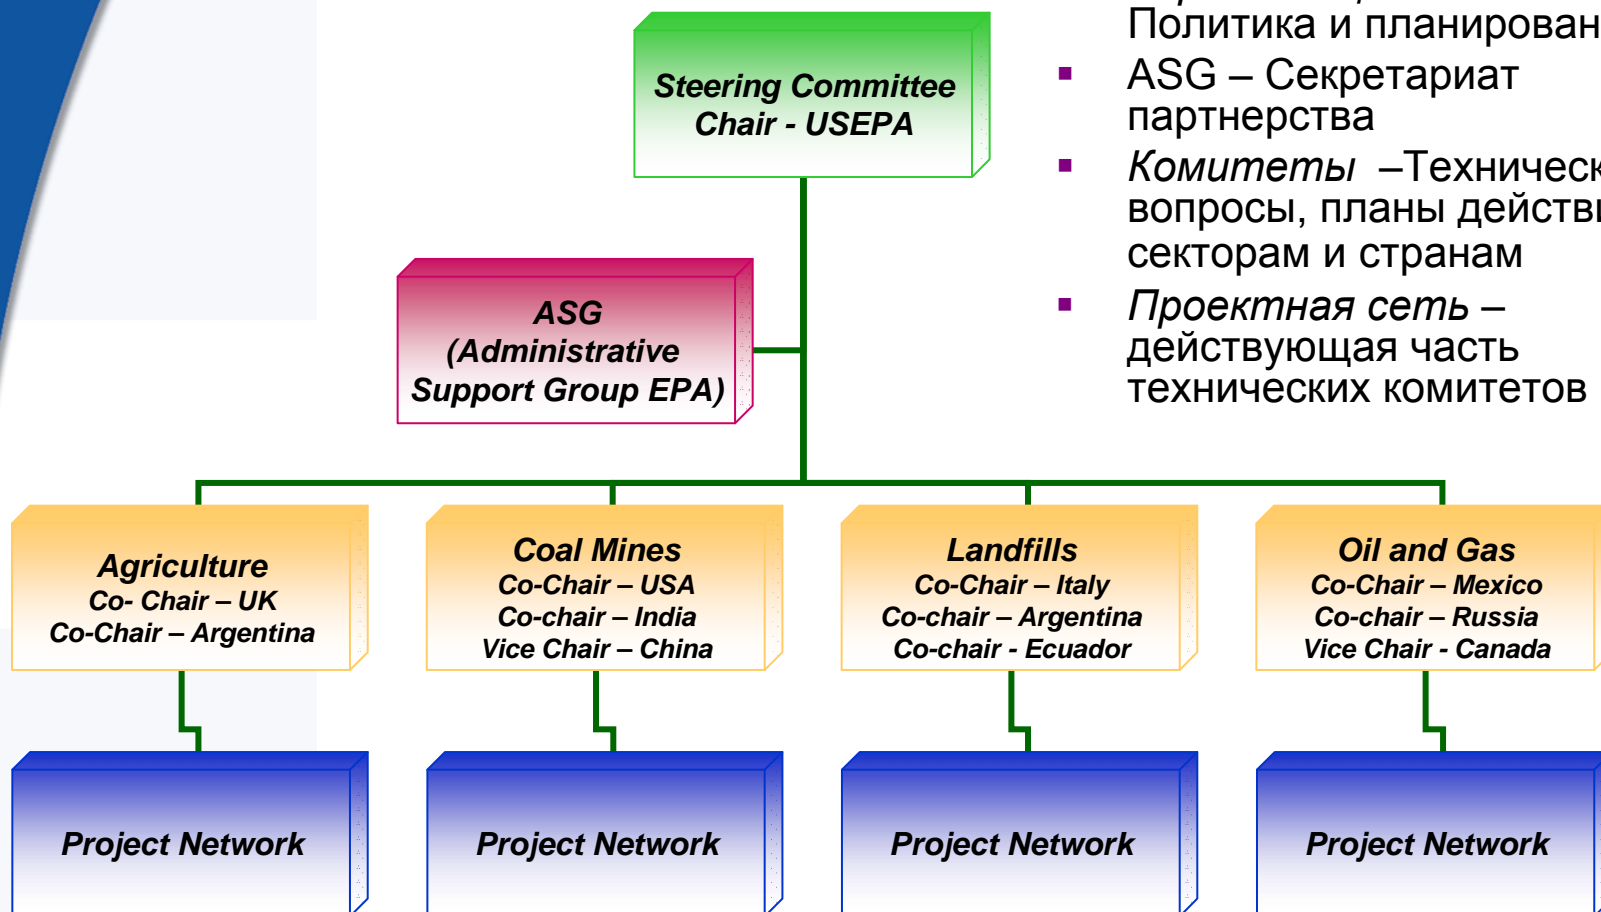 Политика и планирован
▪ ASG – Секретариат
партнерства
▪ Комитеты –Техническ
вопросы, планы действи
секторам и странам
▪ Проектная сеть –
действующая часть
технических комитетов
Steering Committee
Chair - USEPA
ASG
(Administrative
Support Group EPA)
Agriculture
Co- Chair – UK
Co-Chair – Argentina
Coal Mines
Co-Chair – USA
Co-chair – India
Vice Chair – China
Landfills
Co-Chair – Italy
Co-chair – Argentina
Co-chair - Ecuador
Oil and Gas
Co-Chair – Mexico
Co-chair – Russia
Vice Chair - Canada
Project Network
Project Network
Project Network
Project Network